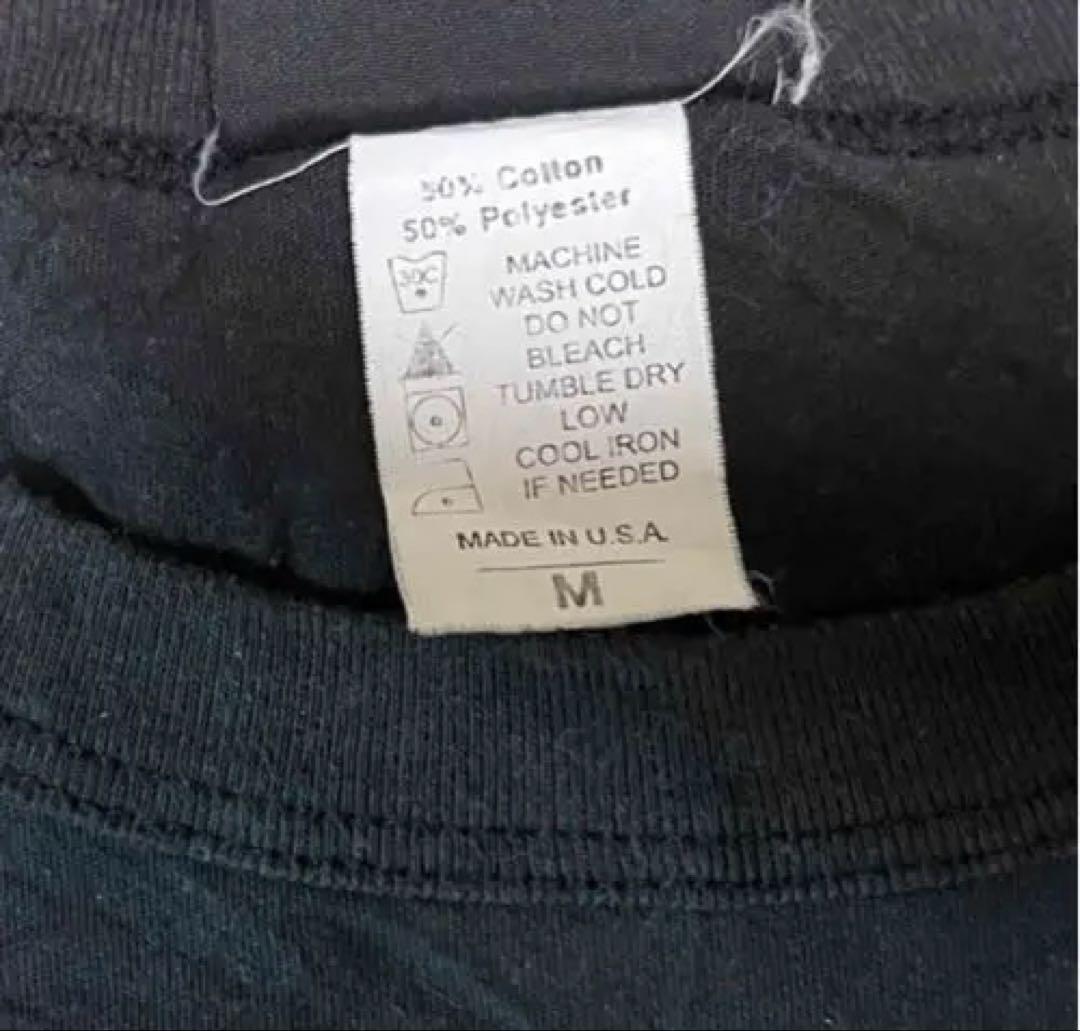 50% Cotton
50% Polyester
30C
MACHINE
WASH COLD
DO NOT
BLEACH
TUMBLE DRY
LOW
COOL IRON
IF NEEDED
MADE IN U.S.A.
M